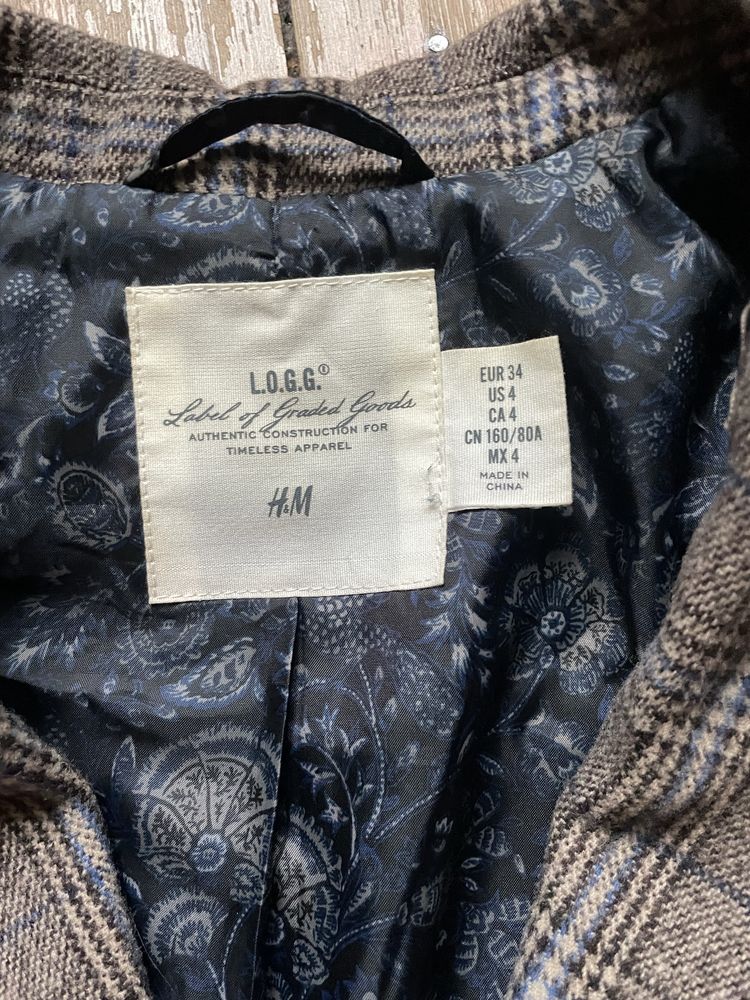 L.O.G.G.®
Label of Graded Goods
AUTHENTIC CONSTRUCTION FOR
TIMELESS APPAREL
H&M
EUR 34
US 4
CA 4
CN 160/80A
MX 4
MADE IN
CHINA